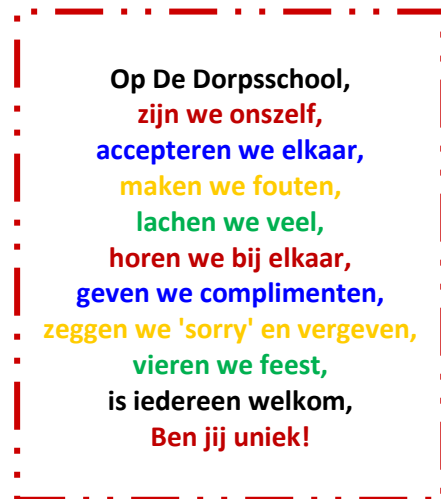 Op De Dorpsschool,
zijn we onszelf,
accepteren we elkaar,
maken we fouten,
lachen we veel,
horen we bij elkaar,
geven we complimenten,
zeggen we 'sorry' en vergeven,
vieren we feest,
is iedereen welkom,
Ben jij uniek!